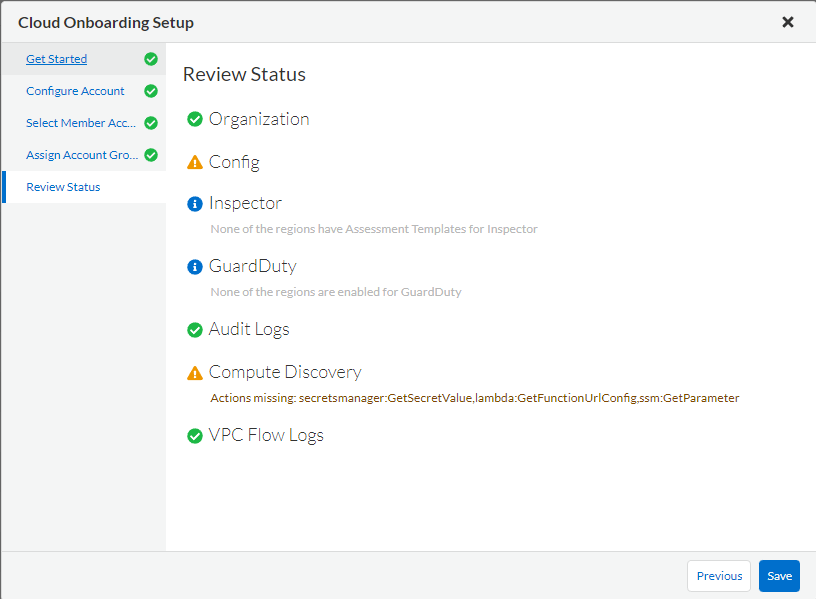 Cloud Onboarding Setup
Get Started
Configure Account
Select Member Acc...
Assign Account Gro...
Review Status
Review Status
Organization
Config
Inspector
None of the regions have Assessment Templates for Inspector
GuardDuty
None of the regions are enabled for GuardDuty
Audit Logs
Compute Discovery
Actions missing: secretsmanager:GetSecretValue,lambda:GetFunctionUrlConfig,ssm:GetParameter
VPC Flow Logs
Previous
Save